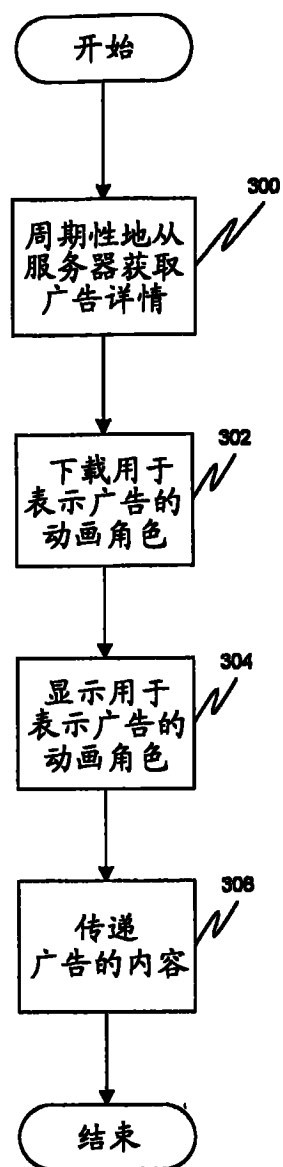 开始
300
周期性地从
服务器获取
广告详情
302
下载用于
表示广告的
动画角色
304
显示用于
表示广告的
动画角色
306
传递
广告的内容
结束